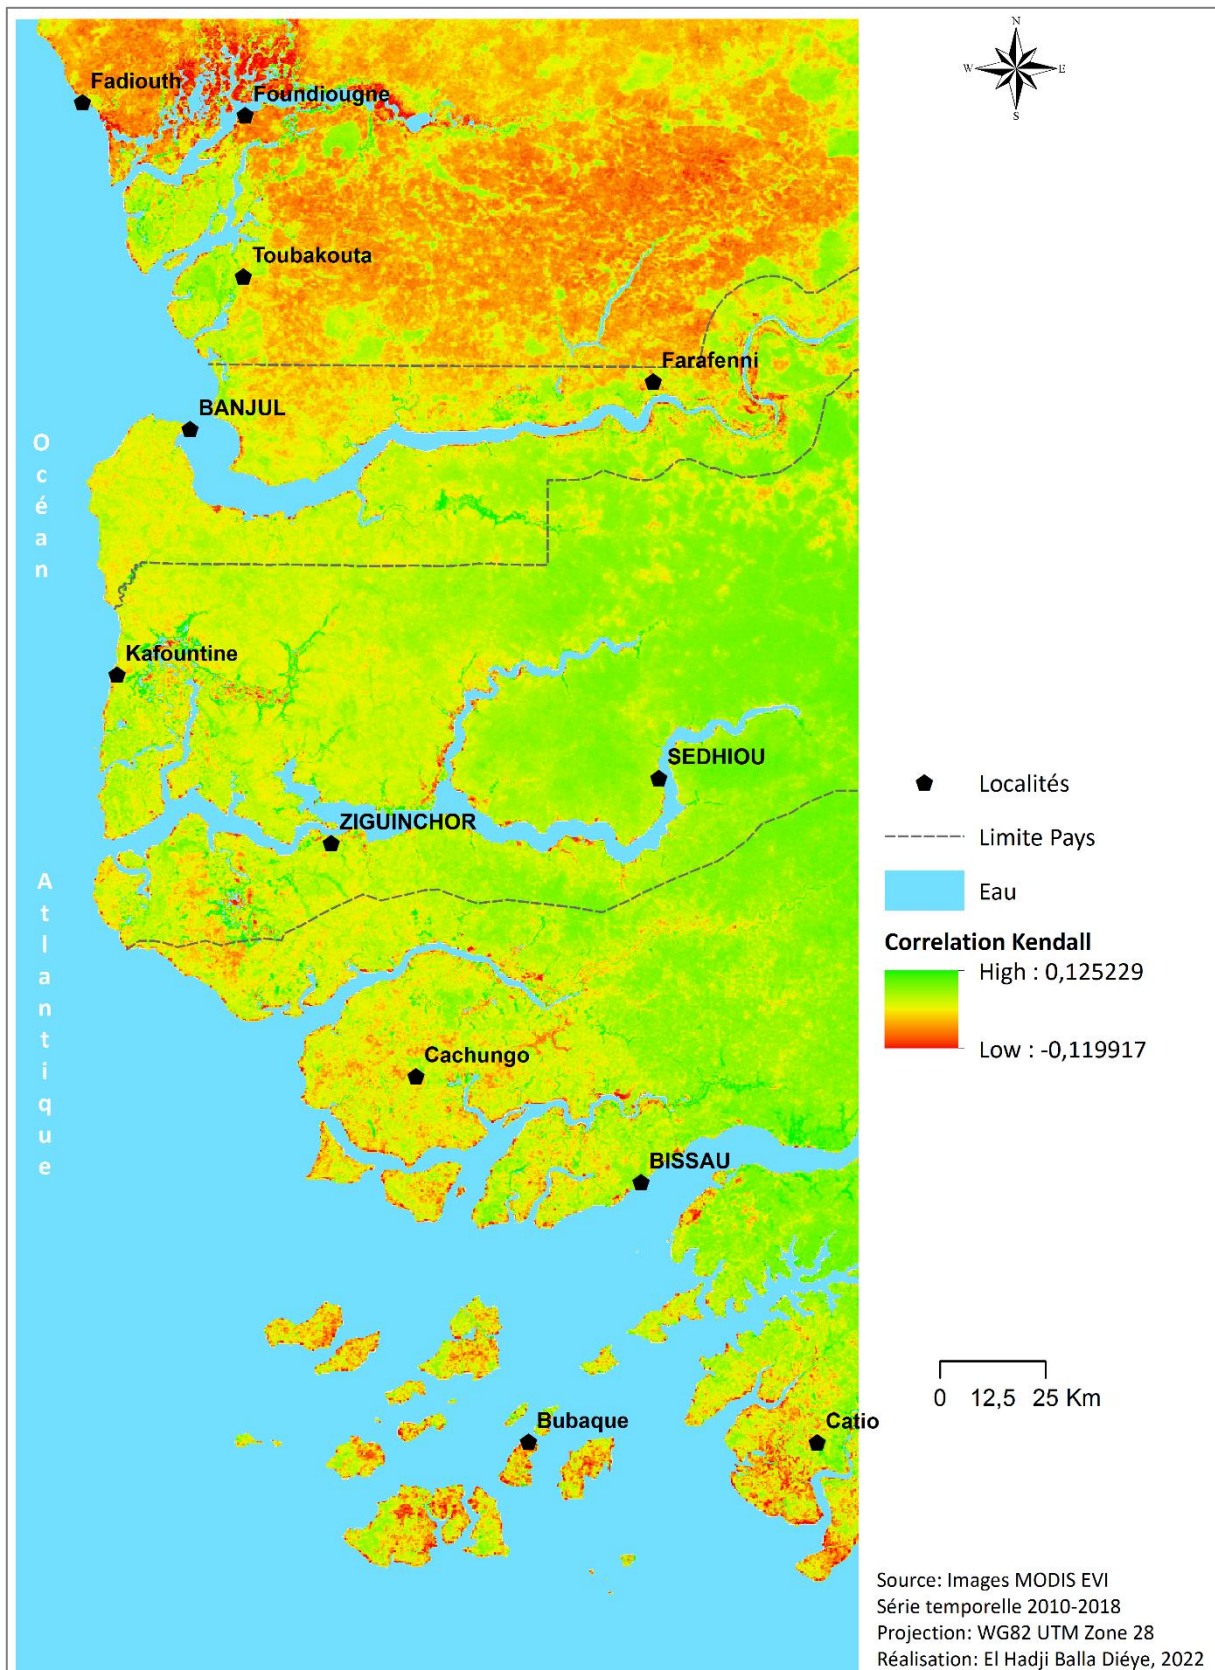 N
W
E
S
Fadiouth
Foundiougne
Toubakouta
Farafenni
BANJUL
Océan
Kafountine
SEDHIOU
ZIGUINCHOR
Atlantique
Cachungo
BISSAU
Bubaque
Catio
Localités
Limite Pays
Eau
Correlation Kendall
High : 0,125229
Low : -0,119917
0 12,5 25 Km
Source: Images MODIS EVI
Série temporelle 2010-2018
Projection: WG82 UTM Zone 28
Réalisation: El Hadji Balla Diéye, 2022